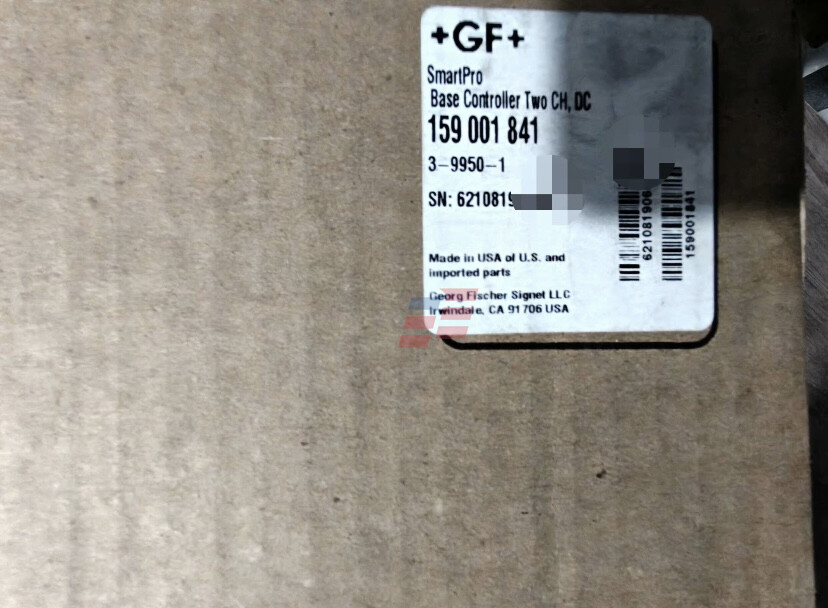 +GF+
SmartPro
Base Controller Two CH, DC
159 001 841
3-9950-1
SN: 6210819
Made in USA of U.S. and
imported parts
Georg Fischer Signet LLC
Irwindale, CA 91706 USA
621081906
159001841